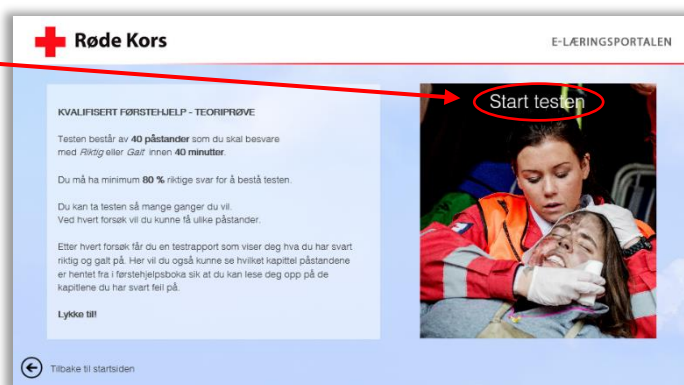 Røde Kors
E-LÆRINGSPORTALEN
KVALIFISERT FØRSTEHJELP - TEORIPRØVE
Testen består av 40 påstander som du skal besvare
med Riktig eller Galt innen 40 minutter.
Du må ha minimum 80 % riktige svar for å bestå testen.
Du kan ta testen så mange ganger du vil.
Ved hvert forsøk vil du kunne få ulike påstander.
Etter hvert forsøk får du en testrapport som viser deg hva du har svart
riktig og galt på. Her vil du også kunne se hvilket kapittel påstandene
er hentet fra i førstehjelpsboka slik at du kan lese deg opp på de
kapitlene du har svart feil på.
Lykke til!
Start testen
Tilbake til startsiden